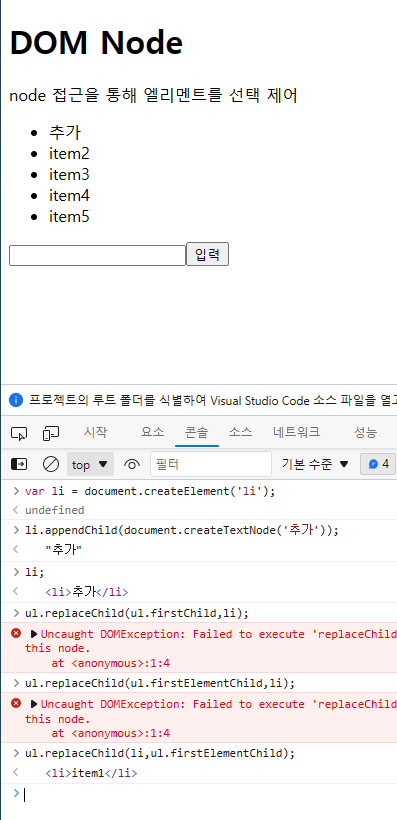 DOM Node
node 접근을 통해 엘리멘트를 선택 제어
추가
item2
item3
item4
item5
입력
프로젝트의 루트 폴더를 식별하여 Visual Studio Code 소스 파일을 열고
시작 요소 콘솔 소스 네트워크 성능
top 필터 기본 수준 4
> var li = document.createElement('li');
< undefined
> li.appendChild(document.createTextNode('추가'));
< "추가"
> li;
< <li>추가</li>
> ul.replaceChild(ul.firstChild,li);
Uncaught DOMException: Failed to execute 'replaceChild
this node.
at <anonymous>:1:4
> ul.replaceChild(ul.firstElementChild,li);
Uncaught DOMException: Failed to execute 'replaceChild
this node.
at <anonymous>:1:4
> ul.replaceChild(li,ul.firstElementChild);
< <li>item1</li>
>